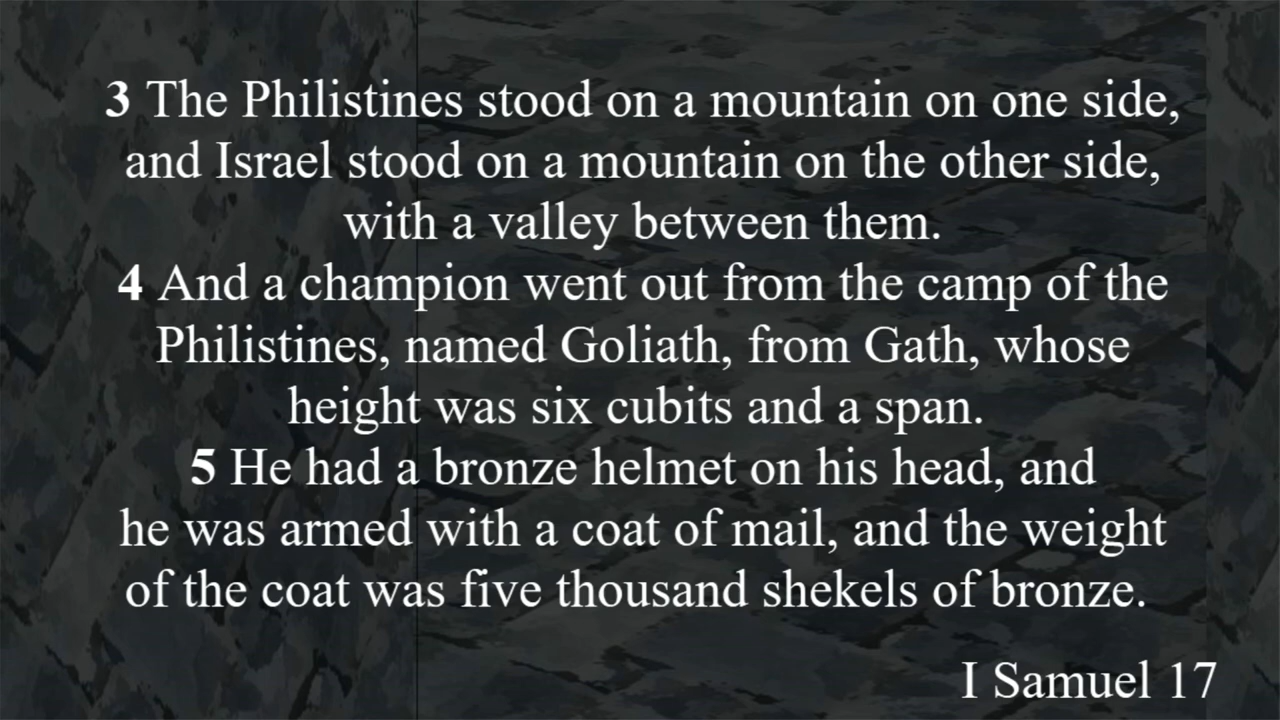 3 The Philistines stood on a mountain on one side,
and Israel stood on a mountain on the other side,
with a valley between them.
4 And a champion went out from the camp of the
Philistines, named Goliath, from Gath, whose
height was six cubits and a span.
5 He had a bronze helmet on his head, and
he was armed with a coat of mail, and the weight
of the coat was five thousand shekels of bronze.
I Samuel 17